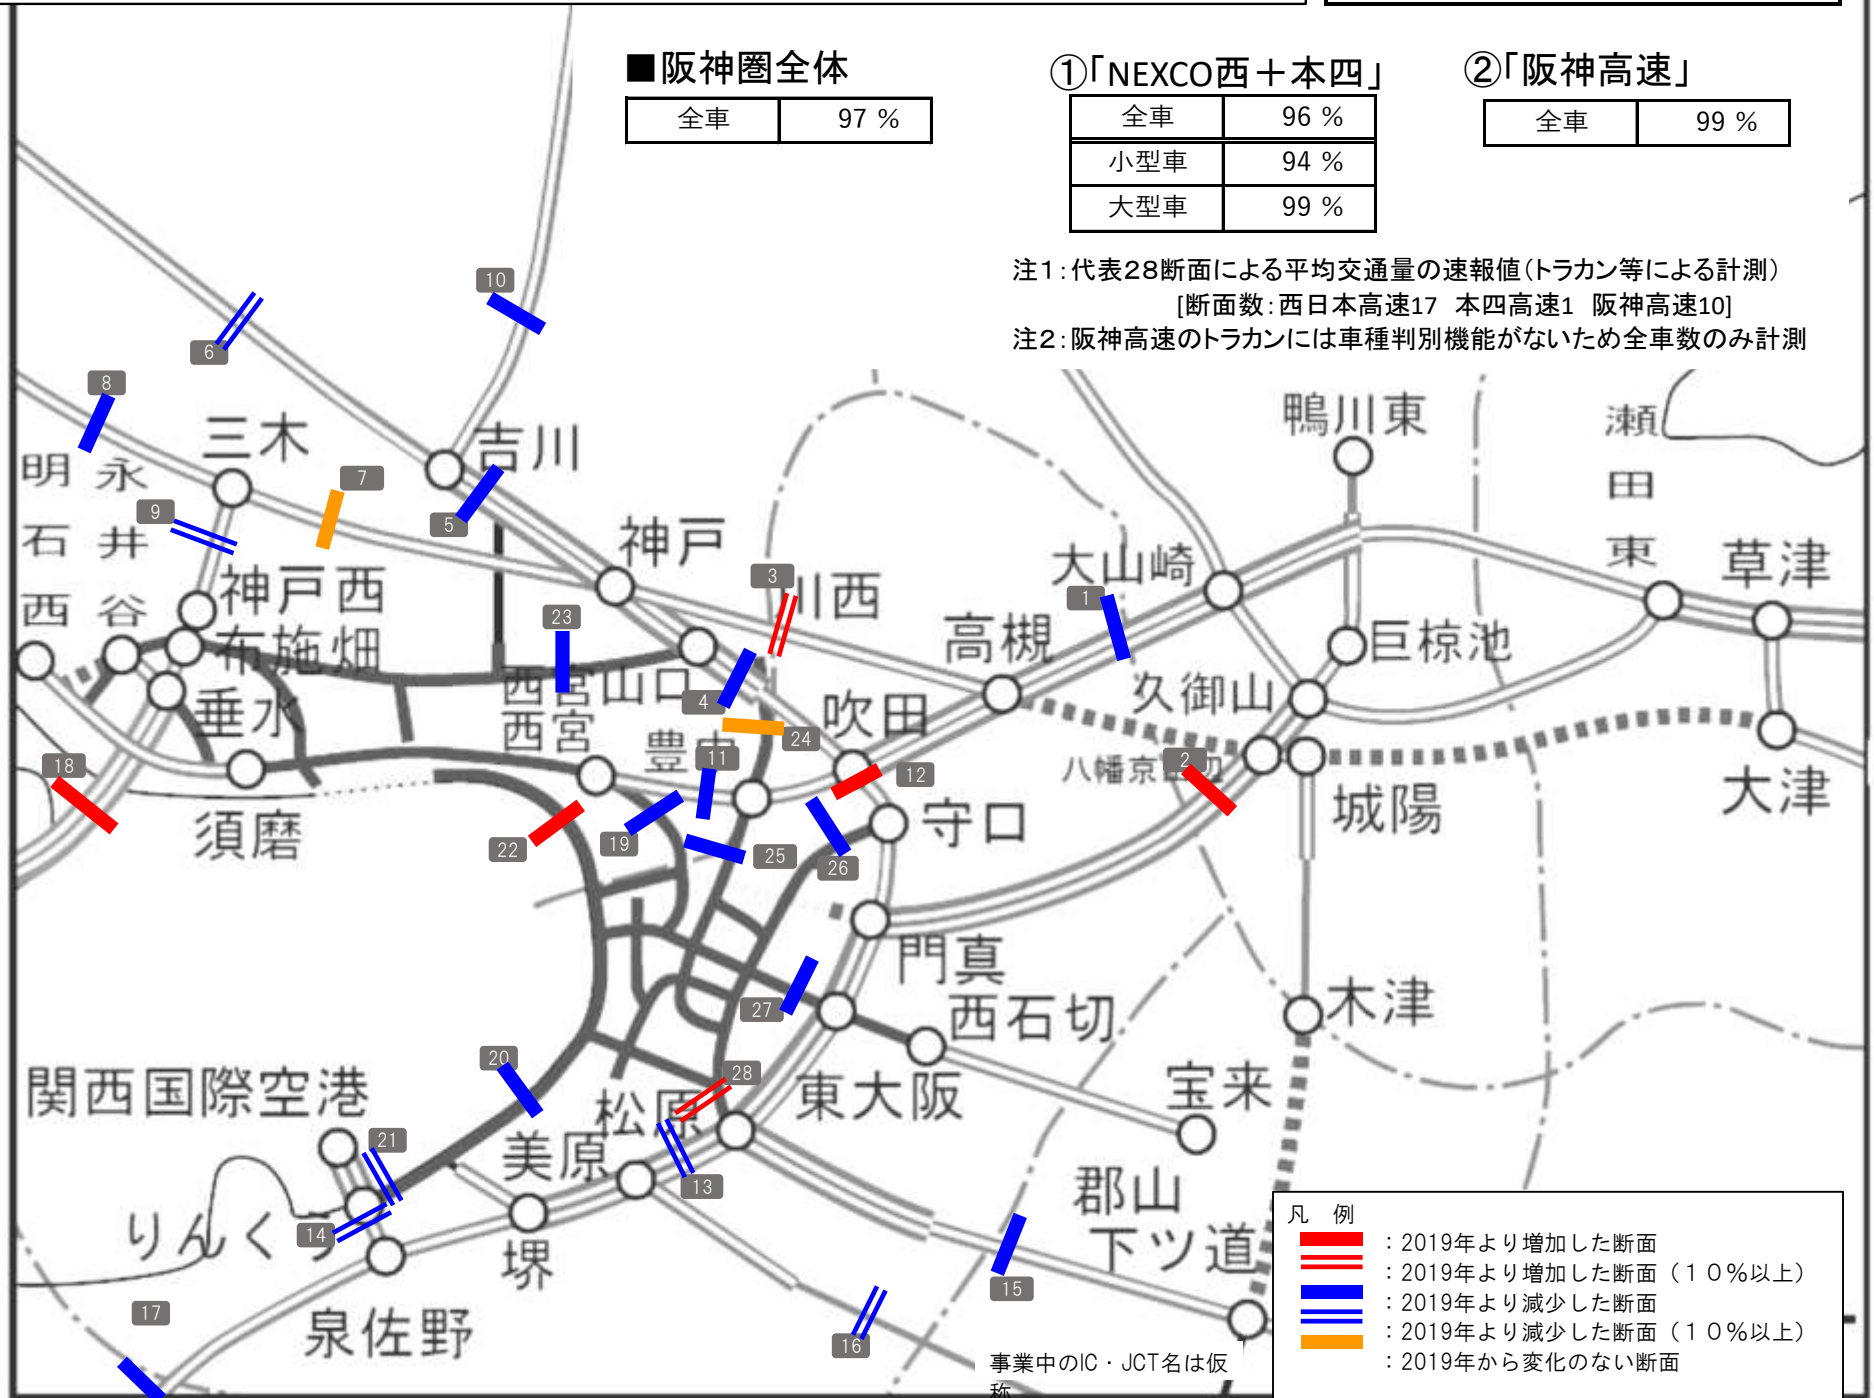 ■阪神圏全体
全車 97 %
①「NEXCO西＋本四」
全車 96 %
小型車 94 %
大型車 99 %
②「阪神高速」
全車 99 %
注1：代表28断面による平均交通量の速報値（トラカン等による計測）
[断面数：西日本高速17 本四高速1 阪神高速10]
注2：阪神高速のトラカンには車種判別機能がないため全車数のみ計測
10
6
8
三木
吉川
鴨川東
瀬田東
明石西
永井谷
7
9
5
神戸
3
川西
大山崎
1
草津
神戸西
布施畑
23
高槻
巨椋池
西宮山口
4
久御山
垂水
西宮
吹田
24
豊中
11
18
12
八幡京田辺
2
大津
須磨
22
19
25
26
守口
城陽
門真
27
西石切
木津
20
28
東大阪
宝来
関西国際空港
松原
21
美原
13
郡山
下ツ道
りんくう
14
堺
15
17
泉佐野
16
事業中のIC・JCT名は仮
称
凡 例
：2019年より増加した断面
：2019年より増加した断面（１０％以上）
：2019年より減少した断面
：2019年より減少した断面（１０％以上）
：2019年から変化のない断面